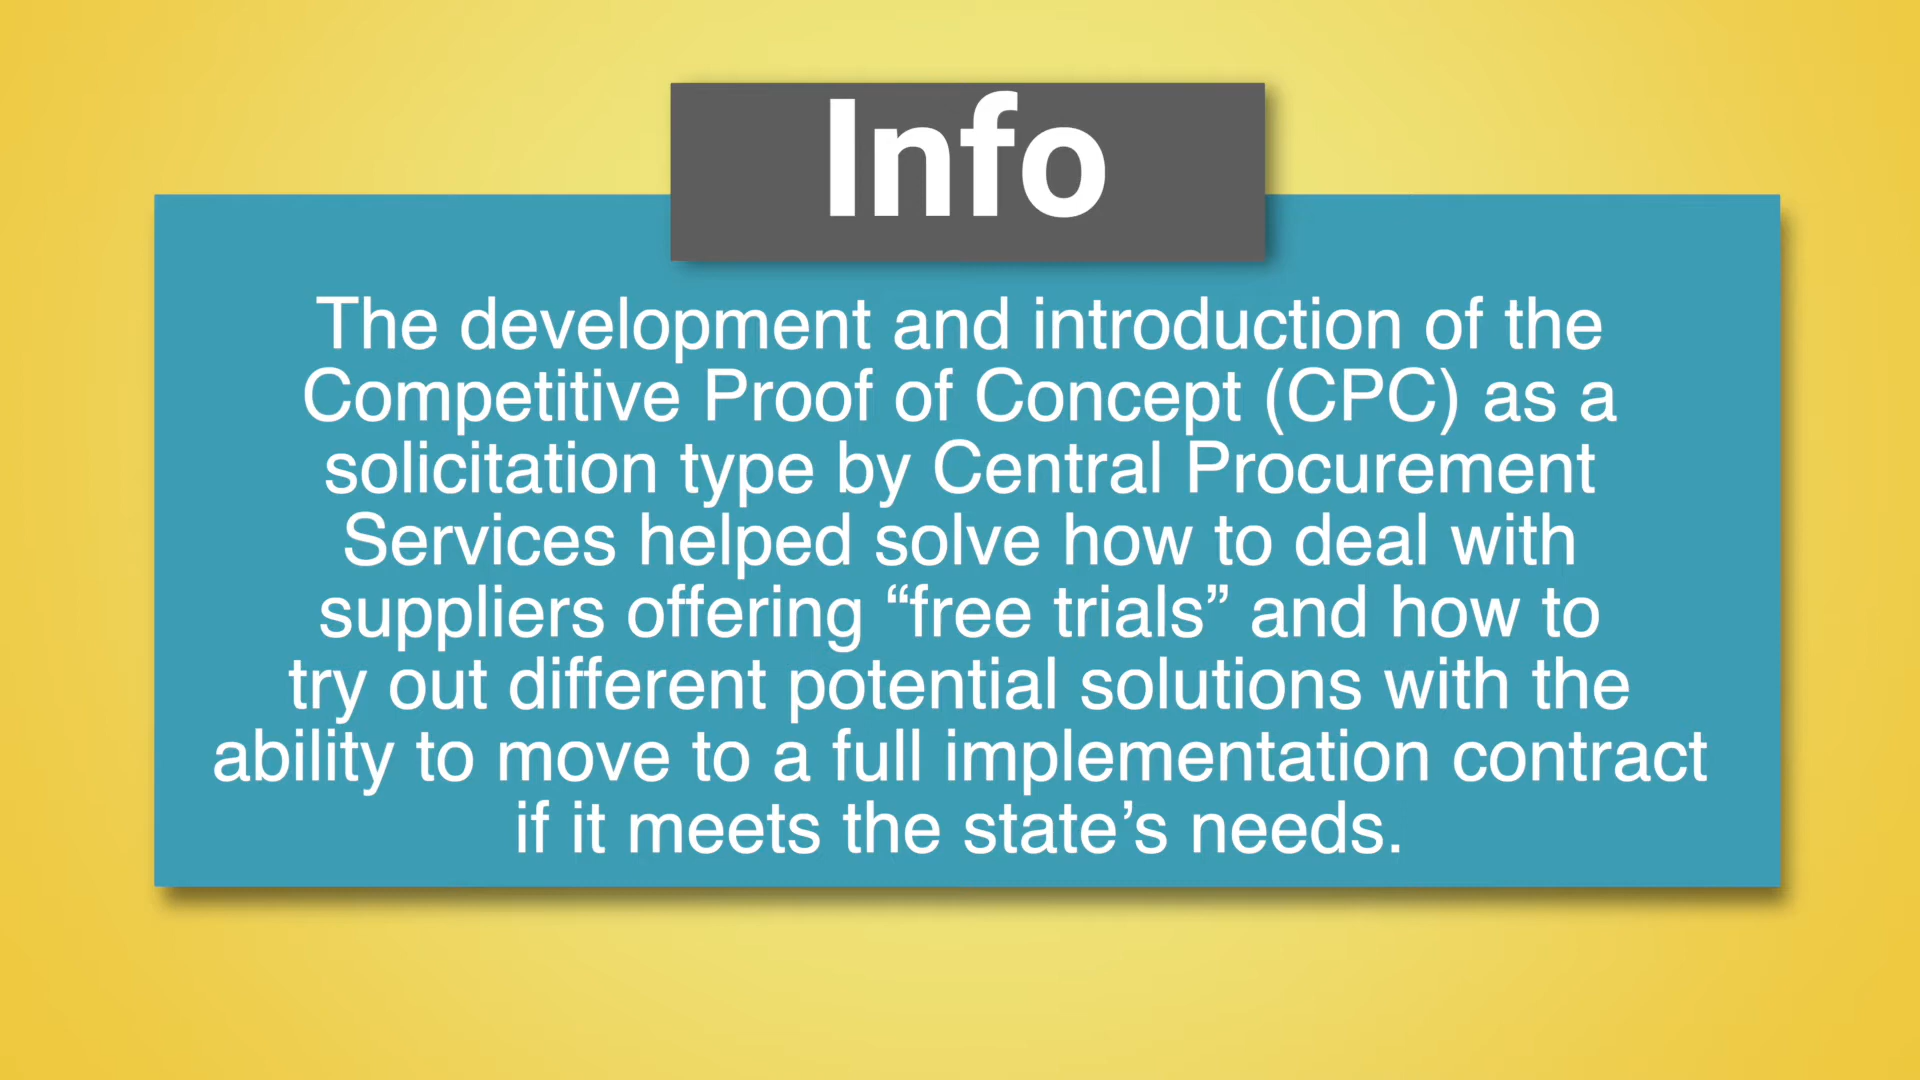 Info
The development and introduction of the
Competitive Proof of Concept (CPC) as a
solicitation type by Central Procurement
Services helped solve how to deal with
suppliers offering “free trials” and how to
try out different potential solutions with the
ability to move to a full implementation contract
if it meets the state’s needs.